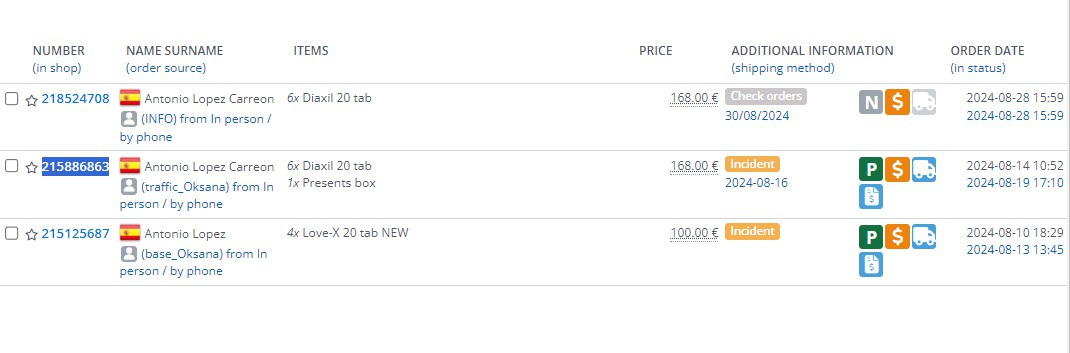 NUMBER NAME SURNAME ITEMS PRICE ADDITIONAL INFORMATION ORDER DATE
(in shop) (order source) (shipping method) (in status)
218524708 Antonio Lopez Carreon 6x Diaxil 20 tab 168.00 € Check orders N $ 2024-08-28 15:59
(INFO) from In person / 30/08/2024 2024-08-28 15:59
by phone
215886863 Antonio Lopez Carreon 6x Diaxil 20 tab 168.00 € Incident P $ 2024-08-14 10:52
(traffic_Oksana) from In 1x Presents box 2024-08-16 2024-08-19 17:10
person / by phone $
215125687 Antonio Lopez 4x Love-X 20 tab NEW 100.00 € Incident P $ 2024-08-10 18:29
(base_Oksana) from In 2024-08-13 13:45
person / by phone $